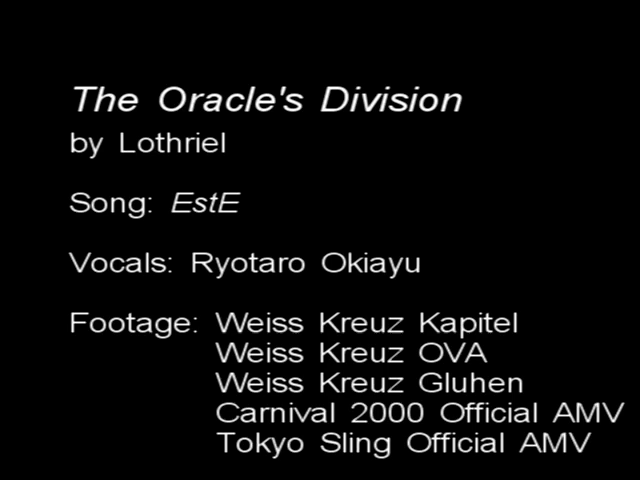 The Oracle's Division
by Lothriel
Song: EstE
Vocals: Ryotaro Okiayu
Footage: Weiss Kreuz Kapitel
Weiss Kreuz OVA
Weiss Kreuz Gluhen
Carnival 2000 Official AMV
Tokyo Sling Official AMV